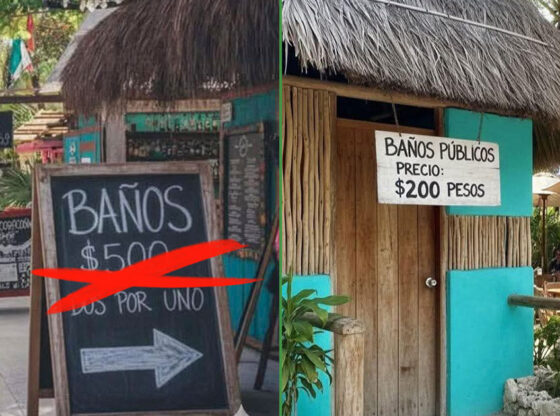 BAÑOS
$500
DOS POR UNO
BAÑOS PÚBLICOS
PRECIO:
$200 PESOS